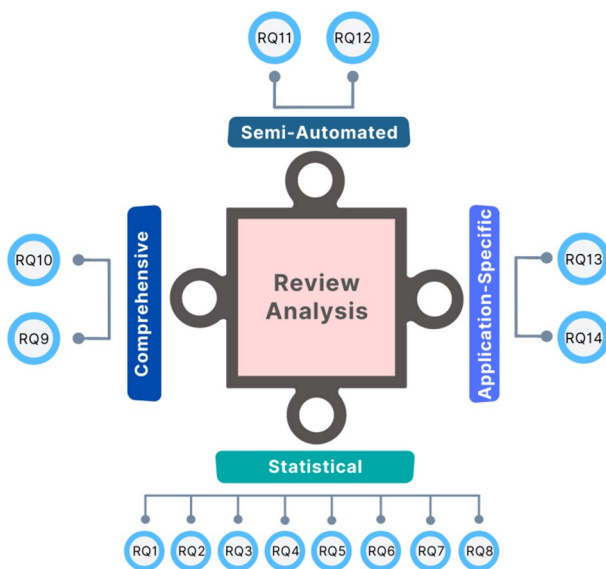 RQ11
RQ12
Semi-Automated
Comprehensive
RQ10
RQ9
Review
Analysis
Application-Specific
RQ13
RQ14
Statistical
RQ1
RQ2
RQ3
RQ4
RQ5
RQ6
RQ7
RQ8